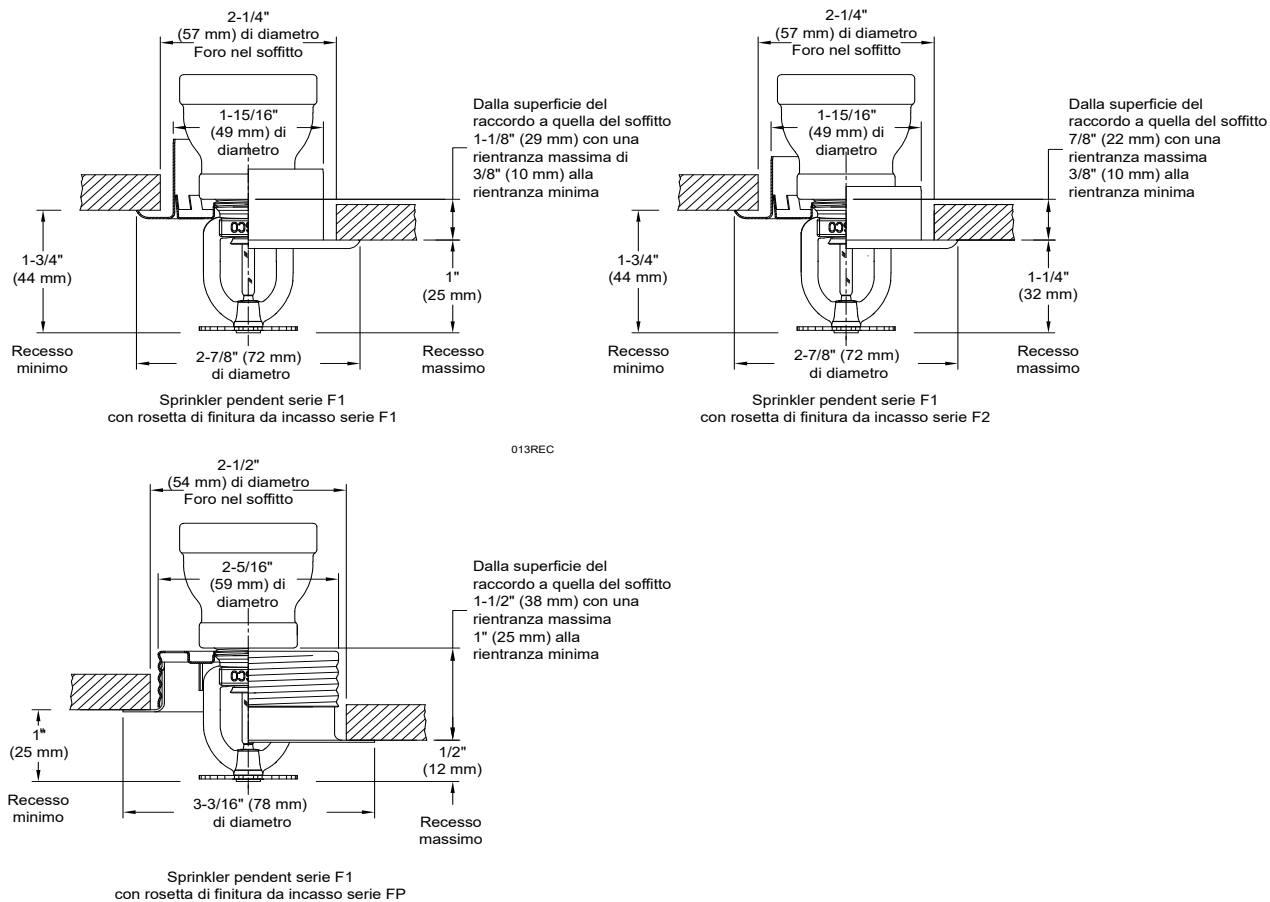 2-1/4"
(57 mm) di diametro
Foro nel soffitto
1-15/16"
(49 mm) di
diametro
Dalla superficie del
raccordo a quella del soffitto
1-1/8" (29 mm) con una
rientranza massima di
3/8" (10 mm) alla
rientranza minima
1-3/4"
(44 mm)
1"
(25 mm)
Recesso
minimo
2-7/8" (72 mm)
di diametro
Recesso
massimo
Sprinkler pendent serie F1
con rosetta di finitura da incasso serie F1
2-1/4"
(57 mm) di diametro
Foro nel soffitto
1-15/16"
(49 mm) di
diametro
Dalla superficie del
raccordo a quella del soffitto
7/8" (22 mm) con una
rientranza massima
3/8" (10 mm) alla
rientranza minima
1-3/4"
(44 mm)
1-1/4"
(32 mm)
Recesso
minimo
2-7/8" (72 mm)
di diametro
Recesso
massimo
Sprinkler pendent serie F1
con rosetta di finitura da incasso serie F2
013REC
2-1/2"
(54 mm) di diametro
Foro nel soffitto
2-5/16"
(59 mm) di
diametro
Dalla superficie del
raccordo a quella del soffitto
1-1/2" (38 mm) con una
rientranza massima
1" (25 mm) alla
rientranza minima
1"
(25 mm)
1/2"
(12 mm)
Recesso
minimo
3-3/16" (78 mm)
di diametro
Recesso
massimo
Sprinkler pendent serie F1
con rosetta di finitura da incasso serie FP